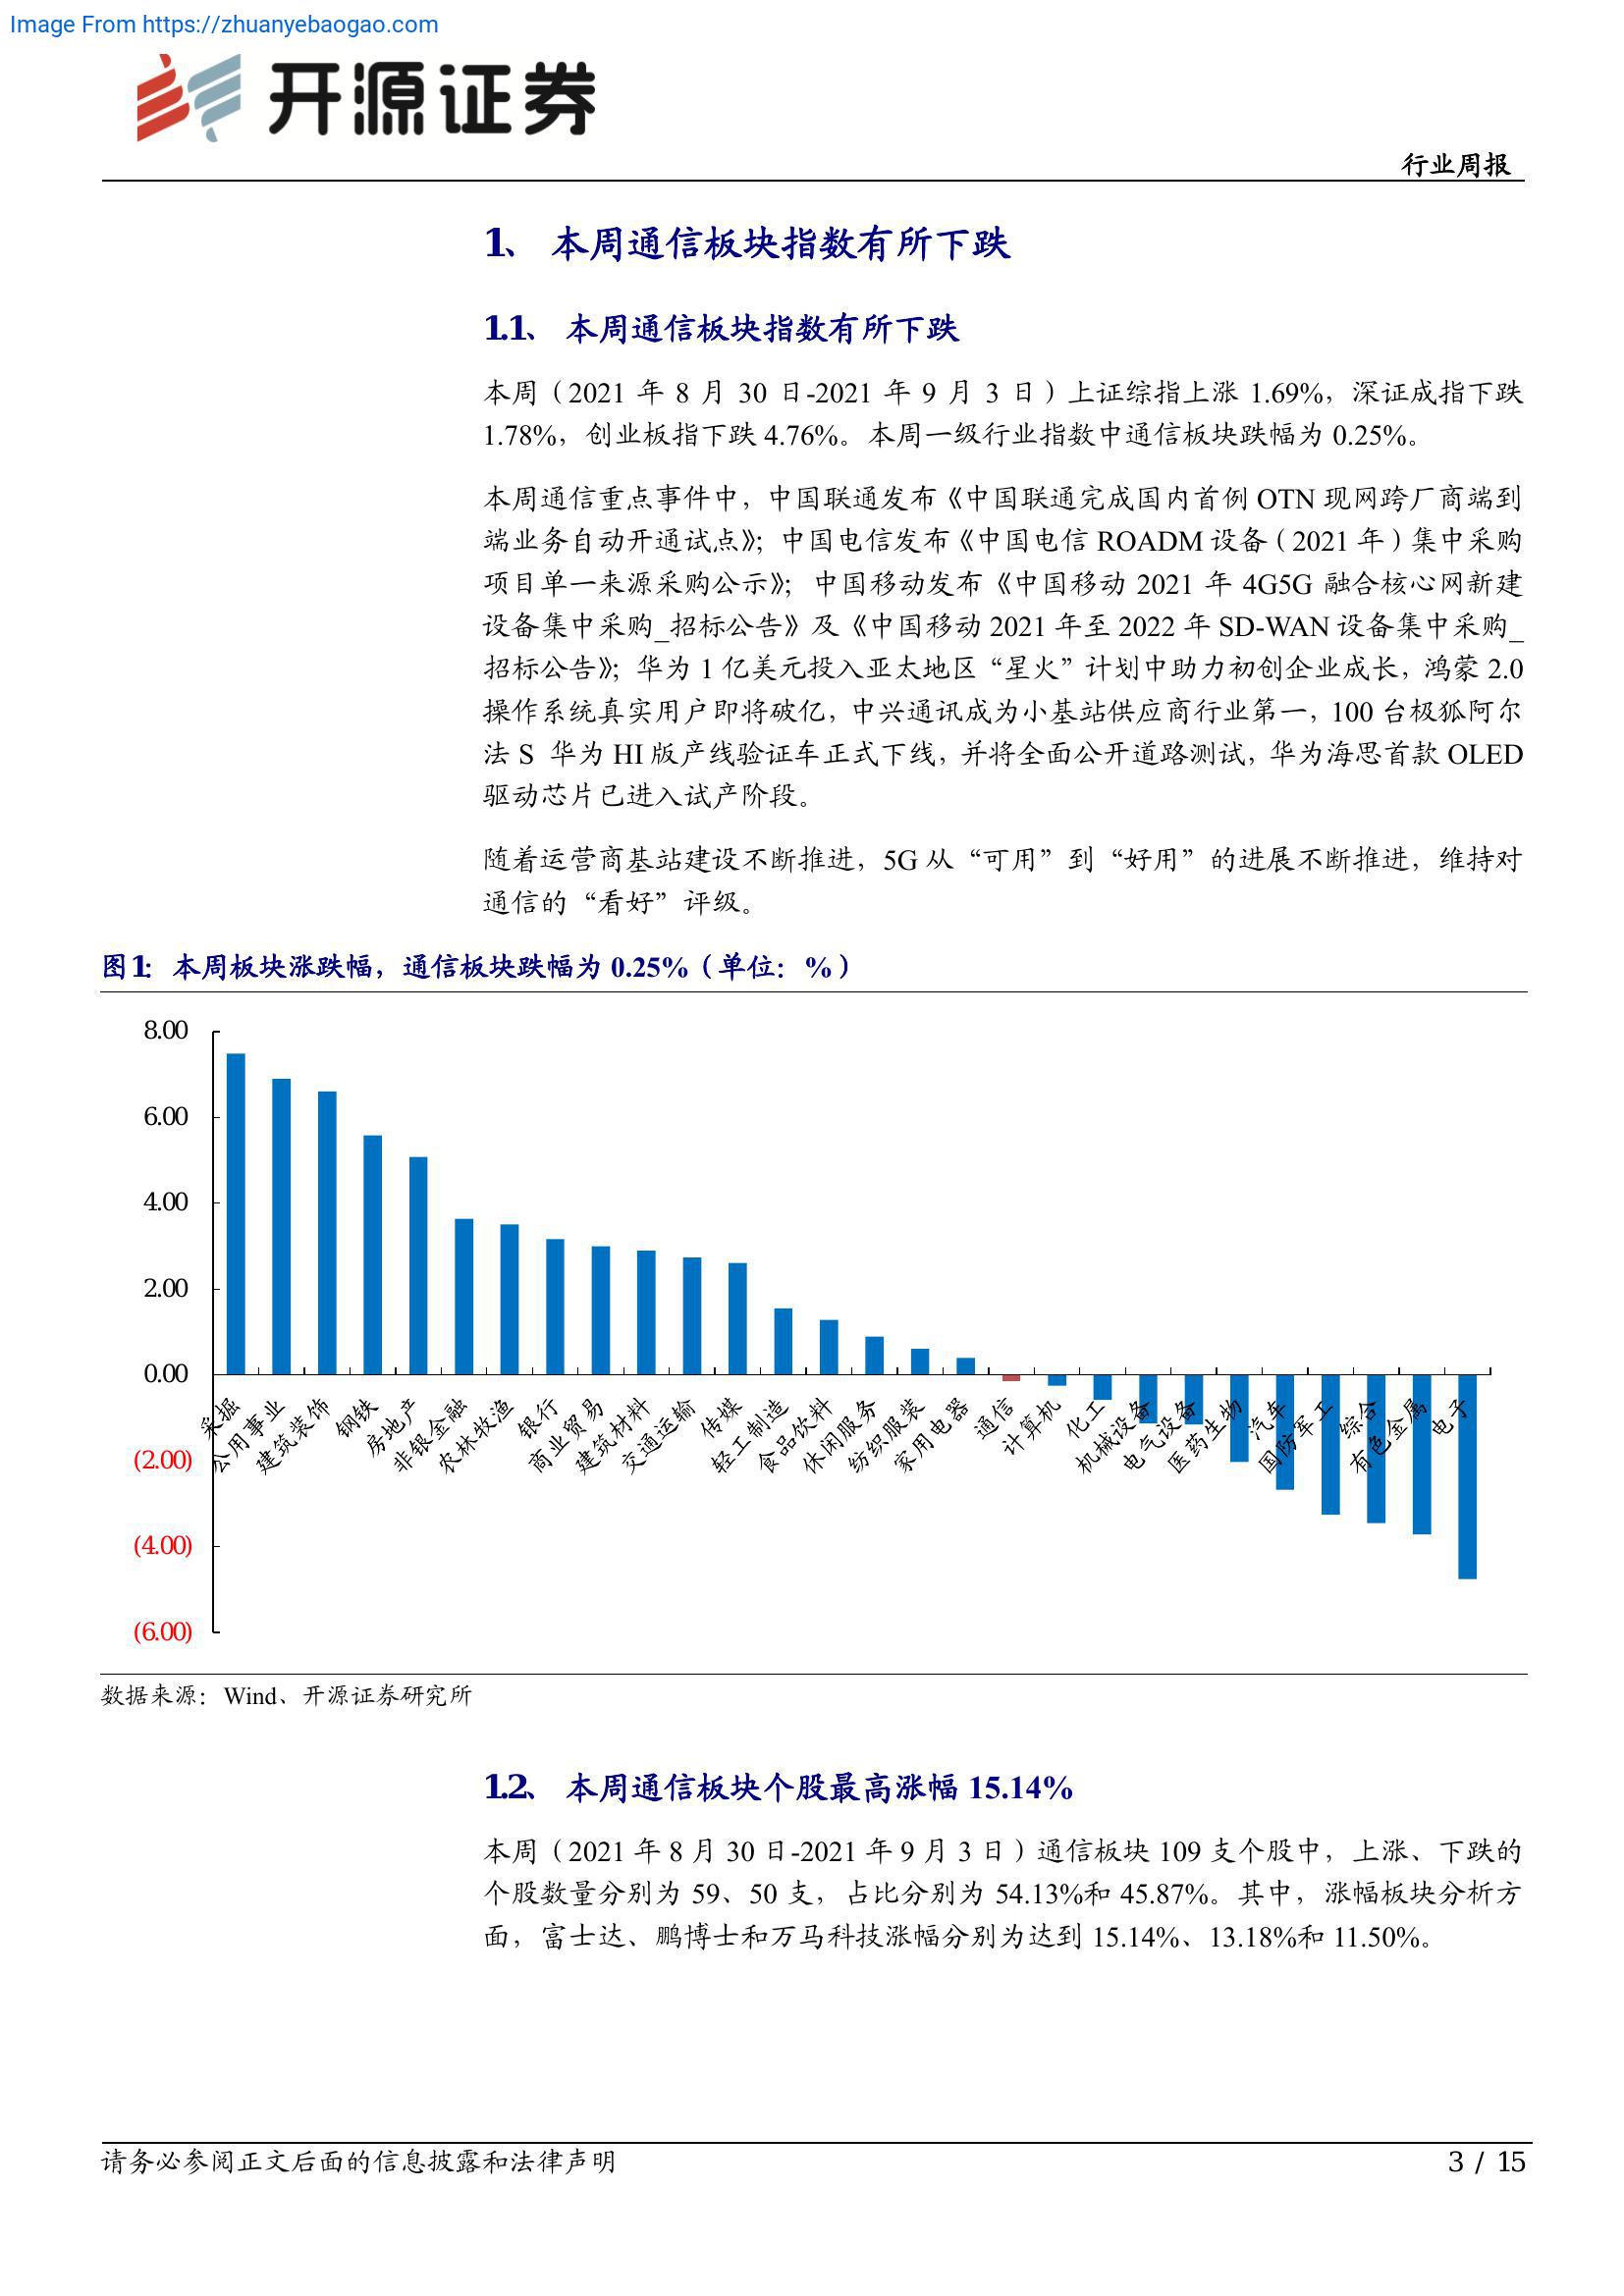 Image From https://zhuanyebaogao.com
开源证券
行业周报
1、 本周通信板块指数有所下跌
1.1、 本周通信板块指数有所下跌
本周（2021 年 8 月 30 日-2021 年 9 月 3 日）上证综指上涨 1.69%，深证成指下跌
1.78%，创业板指下跌 4.76%。本周一级行业指数中通信板块跌幅为 0.25%。
本周通信重点事件中，中国联通发布《中国联通完成国内首例 OTN 现网跨厂商端到
端业务自动开通试点》；中国电信发布《中国电信 ROADM 设备（2021 年）集中采购
项目单一来源采购公示》；中国移动发布《中国移动 2021 年 4G5G 融合核心网新建
设备集中采购_招标公告》及《中国移动 2021 年至 2022 年 SD-WAN 设备集中采购_
招标公告》；华为 1 亿美元投入亚太地区“星火”计划中助力初创企业成长，鸿蒙 2.0
操作系统真实用户即将破亿，中兴通讯成为小基站供应商行业第一，100 台极狐阿尔
法 S 华为 HI 版产线验证车正式下线，并将全面公开道路测试，华为海思首款 OLED
驱动芯片已进入试产阶段。
随着运营商基站建设不断推进，5G 从“可用”到“好用”的进展不断推进，维持对
通信的“看好”评级。
图1：本周板块涨跌幅，通信板块跌幅为 0.25%（单位：%）
8.00
6.00
4.00
2.00
0.00
(2.00)
(4.00)
(6.00)
采掘
公用事业
建筑装饰
钢铁
房地产
非银金融
农林牧渔
银行
商业贸易
建筑材料
交通运输
传媒
轻工制造
食品饮料
休闲服务
纺织服装
家用电器
通信
计算机
化工
机械设备
电气设备
医药生物
汽车
国防军工
综合
有色金属
电子
数据来源：Wind、开源证券研究所
1.2、 本周通信板块个股最高涨幅 15.14%
本周（2021 年 8 月 30 日-2021 年 9 月 3 日）通信板块 109 支个股中，上涨、下跌的
个股数量分别为 59、50 支，占比分别为 54.13%和 45.87%。其中，涨幅板块分析方
面，富士达、鹏博士和万马科技涨幅分别为达到 15.14%、13.18%和 11.50%。
请务必参阅正文后面的信息披露和法律声明
3 / 15